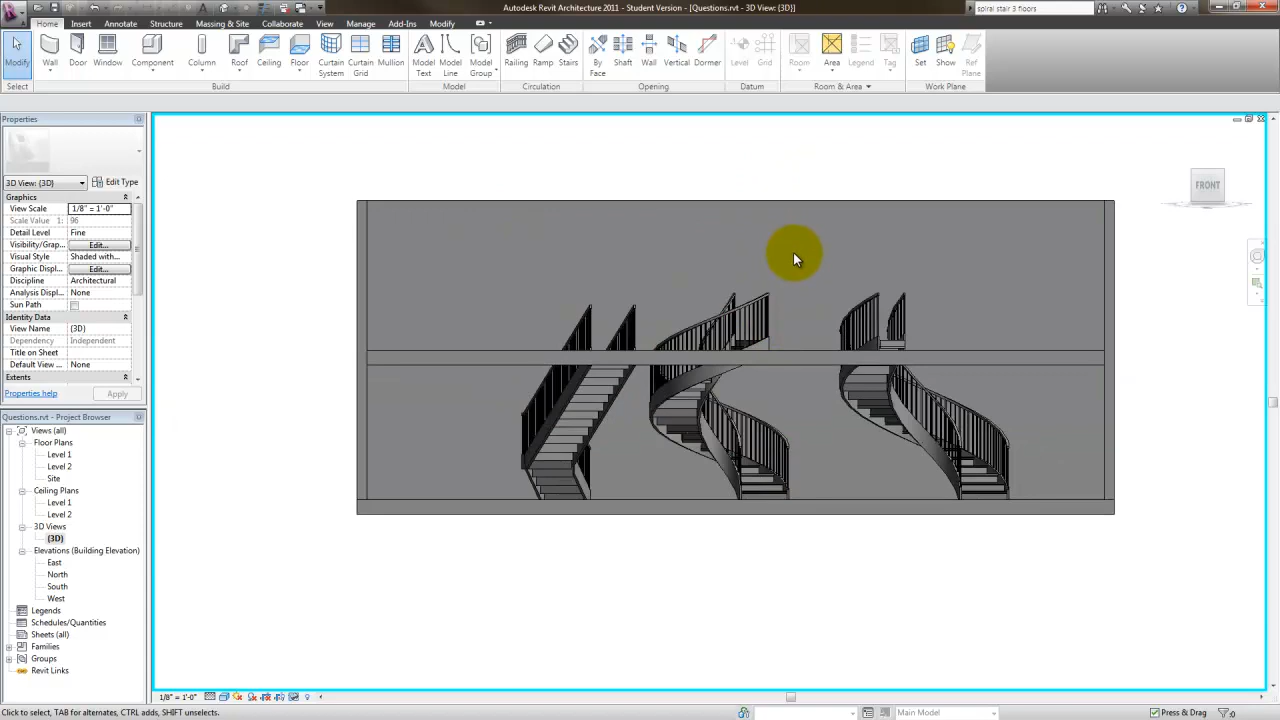 Autodesk Revit Architecture 2011 - Student Version - [Questions.rvt - 3D View: {3D}]
spiral stair 3 floors
Home Insert Annotate Structure Massing & Site Collaborate View Manage Add-Ins Modify
Modify Wall Door Window Component Column Roof Ceiling Floor Curtain System Curtain Grid Mullion Model Text Model Line Model Group Railing Ramp Stairs By Face Shaft Wall Vertical Dormer Level Grid Room Area Legend Tag Set Show Ref Plane
Select Build Model Circulation Opening Datum Room & Area Work Plane
Properties
3D View: {3D} Edit Type
Graphics
View Scale 1/8" = 1'-0"
Scale Value 1: 96
Detail Level Fine
Visibility/Grap... Edit...
Visual Style Shaded with...
Graphic Displ... Edit...
Discipline Architectural
Analysis Displ... None
Sun Path
Identity Data
View Name {3D}
Dependency Independent
Title on Sheet
Default View ... None
Extents
Properties help Apply
Questions.rvt - Project Browser
Views (all)
Floor Plans
Level 1
Level 2
Site
Ceiling Plans
Level 1
Level 2
3D Views
{3D}
Elevations (Building Elevation)
East
North
South
West
Legends
Schedules/Quantities
Sheets (all)
Families
Groups
Revit Links
FRONT
1/8" = 1'-0"
Click to select, TAB for alternates, CTRL adds, SHIFT unselects.
Main Model
Press & Drag
:0